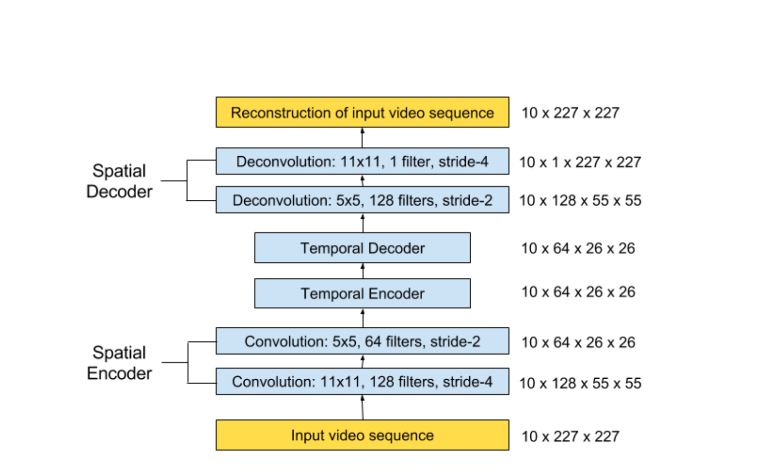 Reconstruction of input video sequence 10 x 227 x 227
Deconvolution: 11x11, 1 filter, stride-4 10 x 1 x 227 x 227
Spatial
Decoder
Deconvolution: 5x5, 128 filters, stride-2 10 x 128 x 55 x 55
Temporal Decoder 10 x 64 x 26 x 26
Temporal Encoder 10 x 64 x 26 x 26
Convolution: 5x5, 64 filters, stride-2 10 x 64 x 26 x 26
Spatial
Encoder
Convolution: 11x11, 128 filters, stride-4 10 x 128 x 55 x 55
Input video sequence 10 x 227 x 227